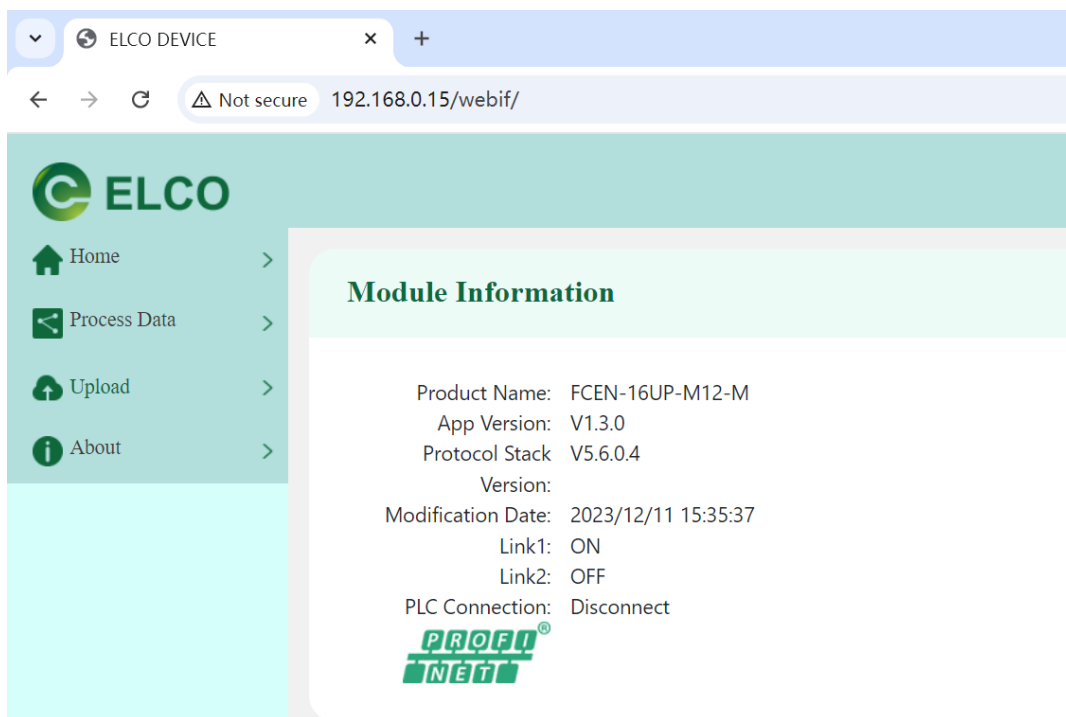 ELCO DEVICE
Not secure 192.168.0.15/webif/
ELCO
Home
Process Data
Upload
About
Module Information
Product Name: FCEN-16UP-M12-M
App Version: V1.3.0
Protocol Stack V5.6.0.4
Version:
Modification Date: 2023/12/11 15:35:37
Link1: ON
Link2: OFF
PLC Connection: Disconnect
PROFI®
NET